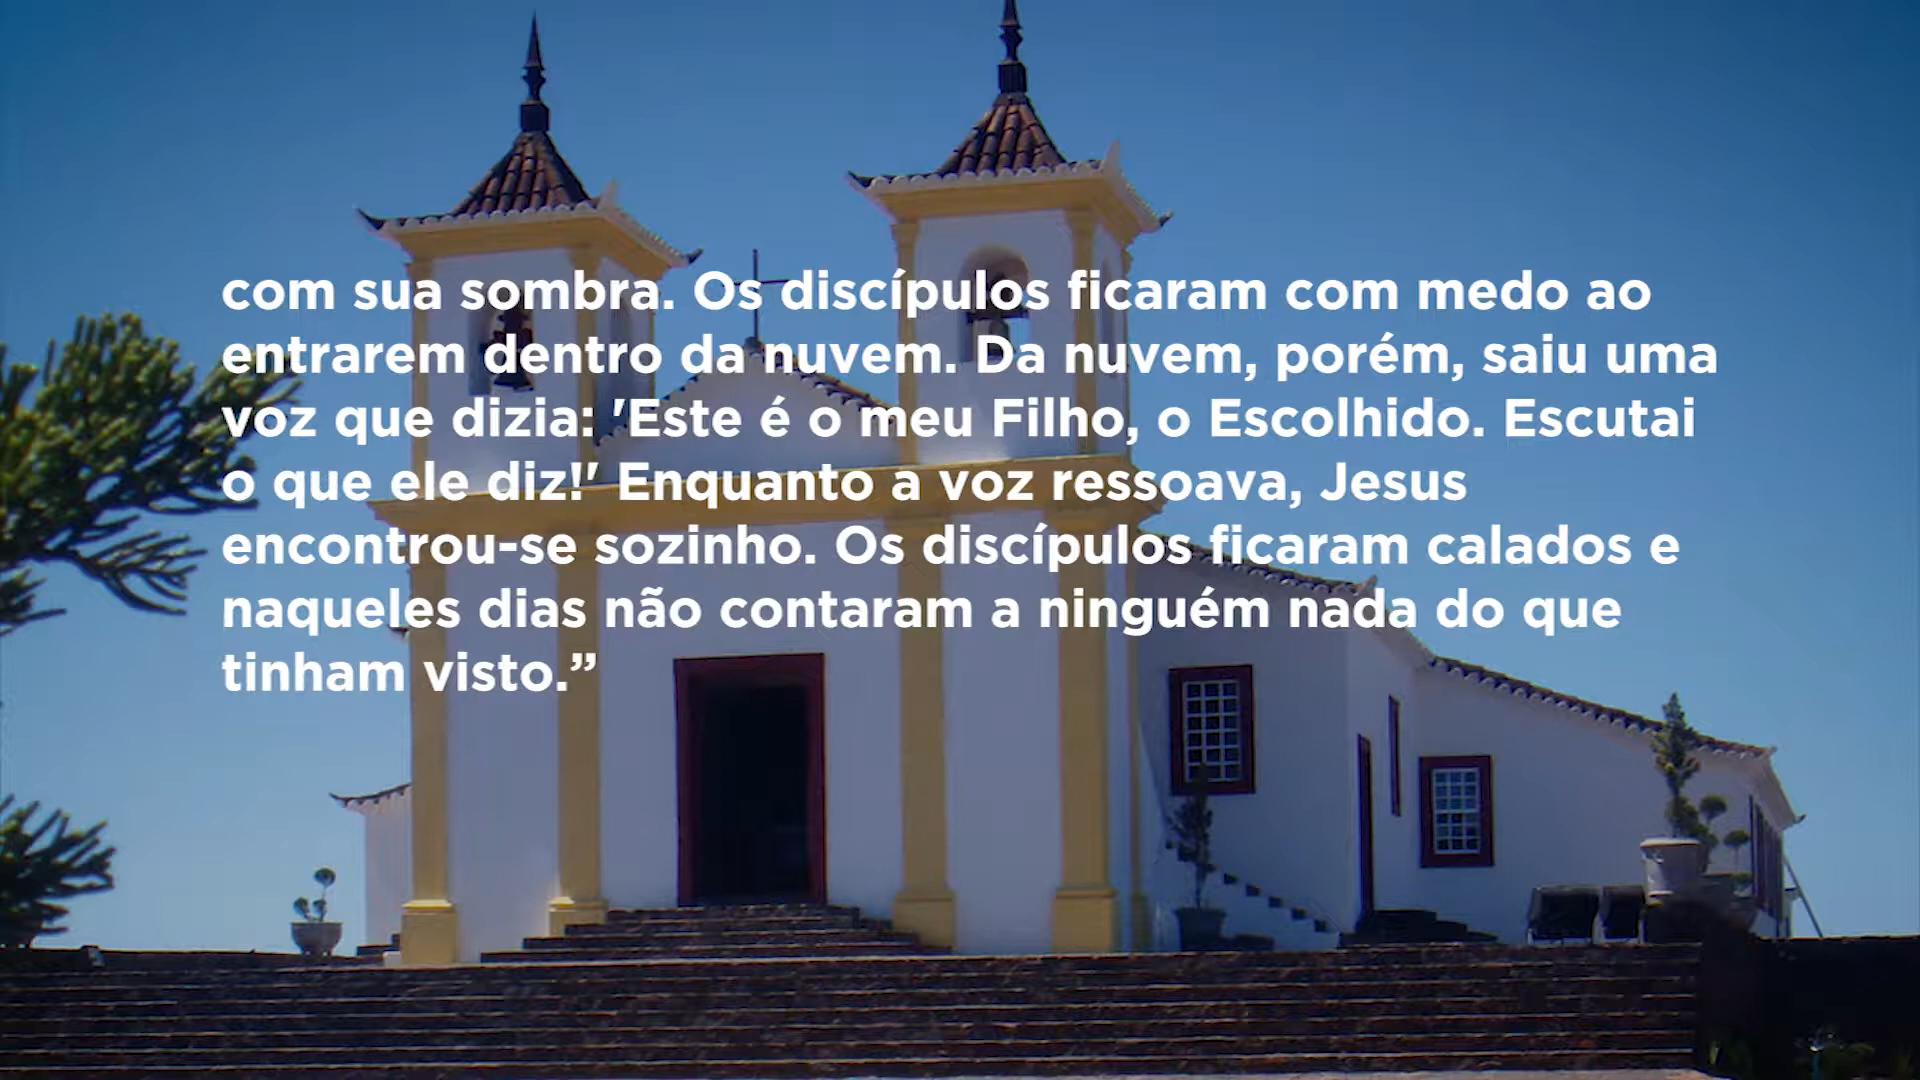 com sua sombra. Os discípulos ficaram com medo ao
entrarem dentro da nuvem. Da nuvem, porém, saiu uma
voz que dizia: 'Este é o meu Filho, o Escolhido. Escutai
o que ele diz!' Enquanto a voz ressoava, Jesus
encontrou-se sozinho. Os discípulos ficaram calados e
naqueles dias não contaram a ninguém nada do que
tinham visto.”